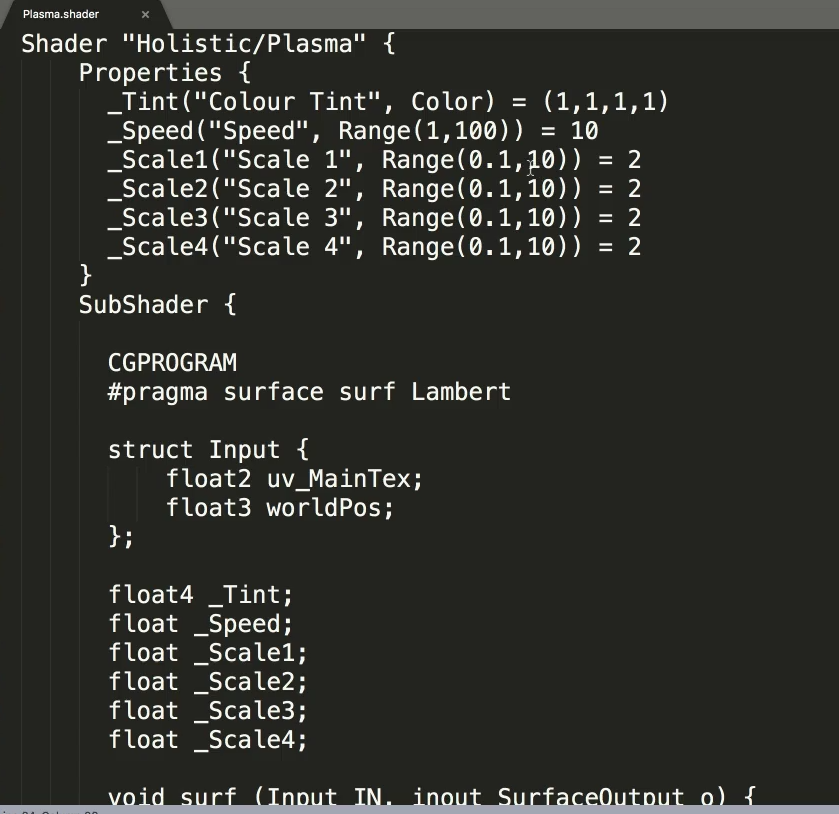 Plasma.shader ×
Shader "Holistic/Plasma" {
Properties {
_Tint("Colour Tint", Color) = (1,1,1,1)
_Speed("Speed", Range(1,100)) = 10
_Scale1("Scale 1", Range(0.1,10)) = 2
_Scale2("Scale 2", Range(0.1,10)) = 2
_Scale3("Scale 3", Range(0.1,10)) = 2
_Scale4("Scale 4", Range(0.1,10)) = 2
}
SubShader {
CGPROGRAM
#pragma surface surf Lambert
struct Input {
float2 uv_MainTex;
float3 worldPos;
};
float4 _Tint;
float _Speed;
float _Scale1;
float _Scale2;
float _Scale3;
float _Scale4;
void surf (Input IN, inout SurfaceOutput o) {